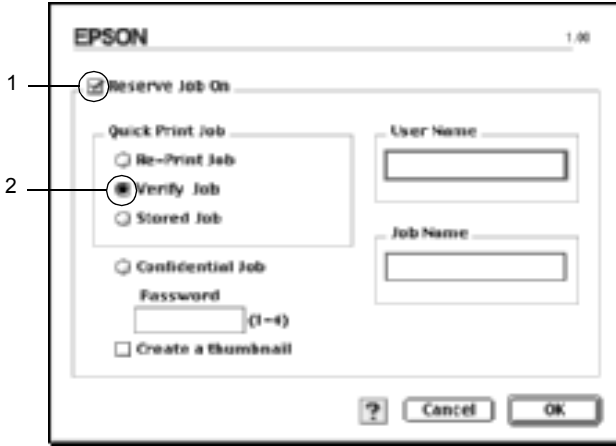 EPSON 1.00
1
Reserve Job On
Quick Print Job
Re-Print Job
2
Verify Job
Stored Job
Confidential Job
Password
(1-4)
Create a thumbnail
User Name
Job Name
? Cancel OK